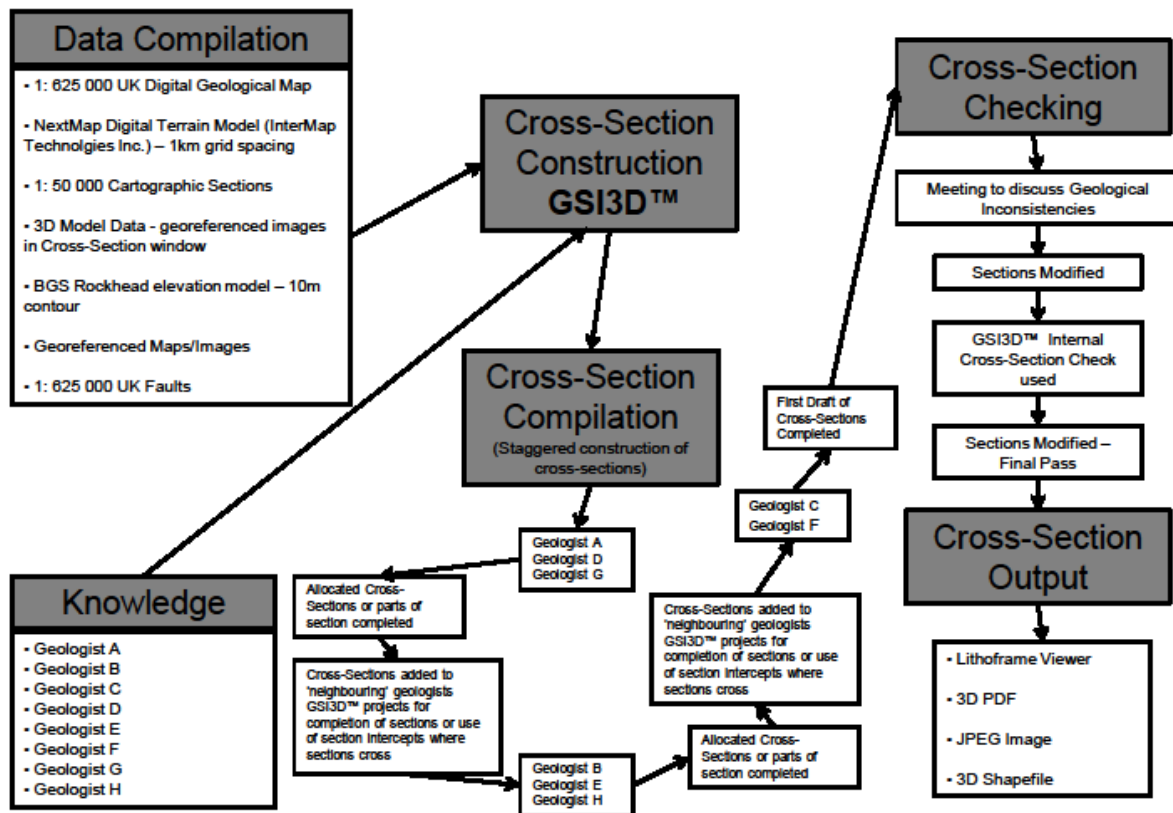 Data Compilation
- 1: 625 000 UK Digital Geological Map
- NextMap Digital Terrain Model (InterMap
Technolgies Inc.) – 1km grid spacing
- 1: 50 000 Cartographic Sections
- 3D Model Data - georeferenced images
in Cross-Section window
- BGS Rockhead elevation model – 10m
contour
- Georeferenced Maps/Images
- 1: 625 000 UK Faults
Knowledge
- Geologist A
- Geologist B
- Geologist C
- Geologist D
- Geologist E
- Geologist F
- Geologist G
- Geologist H
Cross-Section
Construction
GSI3D™
Cross-Section
Compilation
(Staggered construction of
cross-sections)
Geologist A
Geologist D
Geologist G
Allocated Cross-
Sections or parts of
section completed
Cross-Sections added to
'neighbouring' geologists
GSI3D™ projects for
completion of sections or use
of section intercepts where
sections cross
Geologist B
Geologist E
Geologist H
Allocated Cross-
Sections or parts of
section completed
Cross-Sections added to
'neighbouring' geologists
GSI3D™ projects for
completion of sections or use
of section intercepts where
sections cross
Geologist C
Geologist F
First Draft of
Cross-Sections
Completed
Cross-Section
Checking
Meeting to discuss Geological
Inconsistencies
Sections Modified
GSI3D™ Internal
Cross-Section Check
used
Sections Modified –
Final Pass
Cross-Section
Output
- Lithoframe Viewer
- 3D PDF
- JPEG Image
- 3D Shapefile